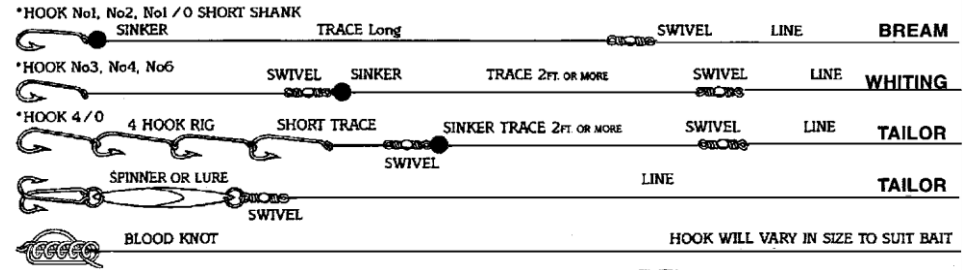 *HOOK No1, No2, No1/0 SHORT SHANK
SINKER TRACE Long SWIVEL LINE BREAM
*HOOK No3, No4, No6
SWIVEL SINKER TRACE 2FT. OR MORE SWIVEL LINE WHITING
*HOOK 4/0
4 HOOK RIG SHORT TRACE SINKER TRACE 2FT. OR MORE SWIVEL LINE TAILOR
SWIVEL
SPINNER OR LURE LINE TAILOR
SWIVEL
BLOOD KNOT HOOK WILL VARY IN SIZE TO SUIT BAIT